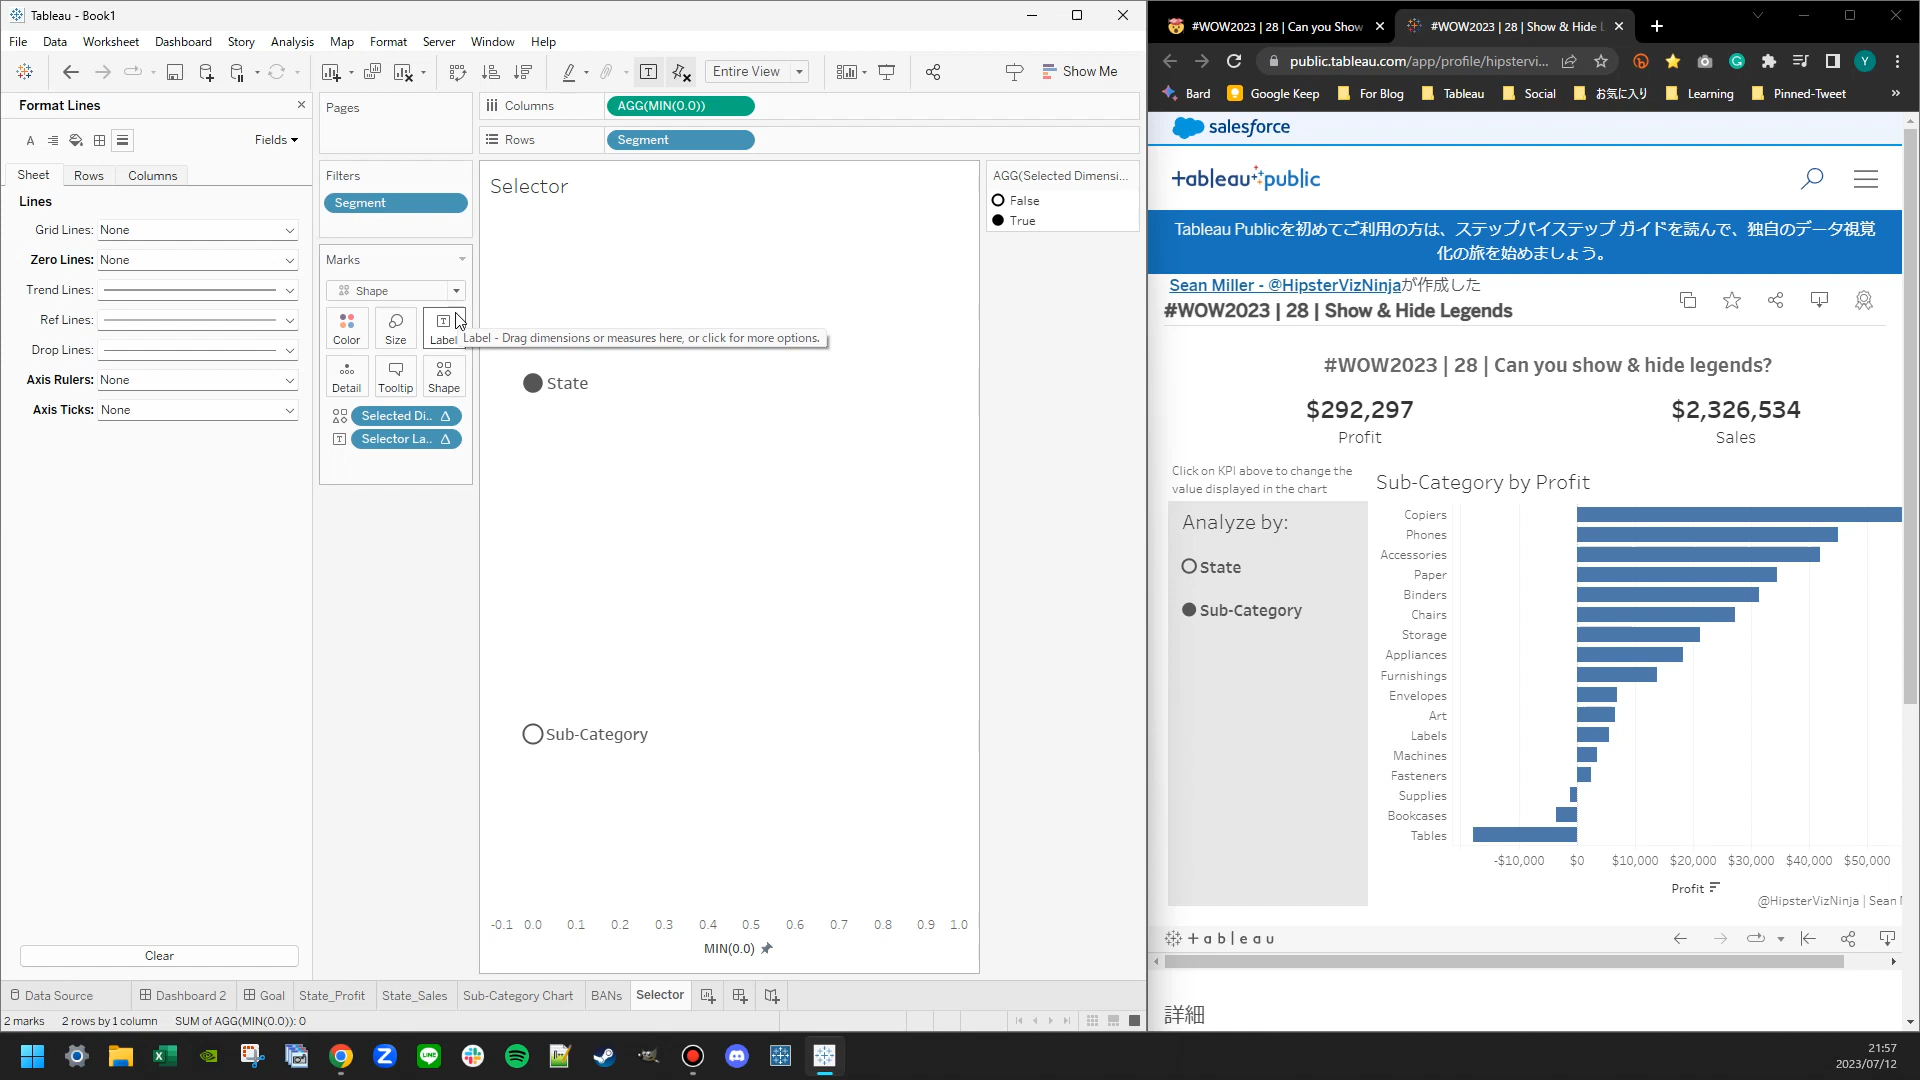 Tableau - Book1
File Data Worksheet Dashboard Story Analysis Map Format Server Window Help
Entire View
Show Me
Format Lines
Fields
Sheet Rows Columns
Lines
Grid Lines: None
Zero Lines: None
Trend Lines:
Ref Lines:
Drop Lines:
Axis Rulers: None
Axis Ticks: None
Clear
Pages
Filters
Segment
Marks
Shape
Color Size Label
Detail Tooltip Shape
Selected Di..
Selector La..
Label - Drag dimensions or measures here, or click for more options.
Columns AGG(MIN(0.0))
Rows Segment
Selector
State
Sub-Category
-0.1 0.0 0.1 0.2 0.3 0.4 0.5 0.6 0.7 0.8 0.9 1.0
MIN(0.0)
AGG(Selected Dimensi...
False
True
Data Source Dashboard 2 Goal State_Profit State_Sales Sub-Category Chart BANs Selector
2 marks 2 rows by 1 column SUM of AGG(MIN(0.0)): 0
#WOW2023 | 28 | Can you Show
#WOW2023 | 28 | Show & Hide L
public.tableau.com/app/profile/hipstervi...
Bard Google Keep For Blog Tableau Social お気に入り Learning Pinned-Tweet
salesforce
+ableau+public
Tableau Publicを初めてご利用の方は、ステップバイステップ ガイドを読んで、独自のデータ視覚
化の旅を始めましょう。
Sean Miller - @HipsterVizNinjaが作成した
#WOW2023 | 28 | Show & Hide Legends
#WOW2023 | 28 | Can you show & hide legends?
$292,297
Profit
$2,326,534
Sales
Click on KPI above to change the
value displayed in the chart
Analyze by:
State
Sub-Category
Sub-Category by Profit
Copiers
Phones
Accessories
Paper
Binders
Chairs
Storage
Appliances
Furnishings
Envelopes
Art
Labels
Machines
Fasteners
Supplies
Bookcases
Tables
-$10,000 $0 $10,000 $20,000 $30,000 $40,000 $50,000
Profit
@HipsterVizNinja | Sean
+ableau
詳細
21:57
2023/07/12